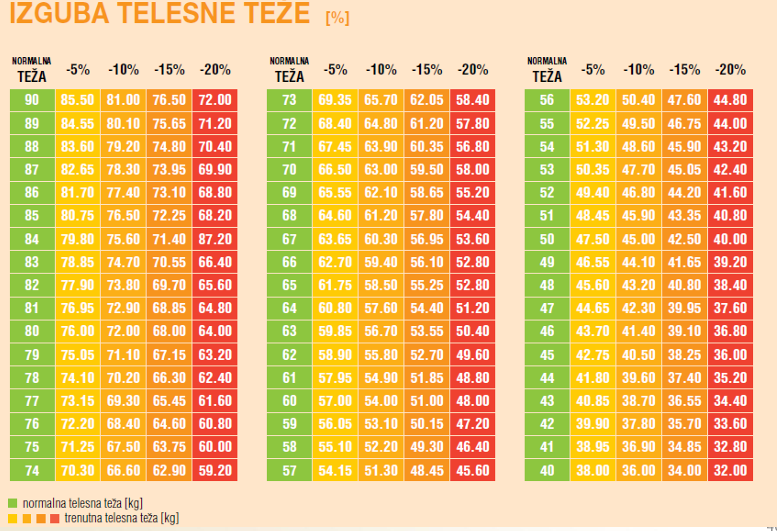 IZGUBA TELESNE TEŽE [%]
NORMALNA TEŽA -5% -10% -15% -20% NORMALNA TEŽA -5% -10% -15% -20% NORMALNA TEŽA -5% -10% -15% -20%
90 85.50 81.00 76.50 72.00 73 69.35 65.70 62.05 58.40 56 53.20 50.40 47.60 44.80
89 84.55 80.10 75.65 71.20 72 68.40 64.80 61.20 57.80 55 52.25 49.50 46.75 44.00
88 83.60 79.20 74.80 70.40 71 67.45 63.90 60.35 56.80 54 51.30 48.60 45.90 43.20
87 82.65 78.30 73.95 69.90 70 66.50 63.00 59.50 58.00 53 50.35 47.70 45.05 42.40
86 81.70 77.40 73.10 68.80 69 65.55 62.10 58.65 55.20 52 49.40 46.80 44.20 41.60
85 80.75 76.50 72.25 68.20 68 64.60 61.20 57.80 54.40 51 48.45 45.90 43.35 40.80
84 79.80 75.60 71.40 87.20 67 63.65 60.30 56.95 53.60 50 47.50 45.00 42.50 40.00
83 78.85 74.70 70.55 66.40 66 62.70 59.40 56.10 52.80 49 46.55 44.10 41.65 39.20
82 77.90 73.80 69.70 65.60 65 61.75 58.50 55.25 52.80 48 45.60 43.20 40.80 38.40
81 76.95 72.90 68.85 64.80 64 60.80 57.60 54.40 51.20 47 44.65 42.30 39.95 37.60
80 76.00 72.00 68.00 64.00 63 59.85 56.70 53.55 50.40 46 43.70 41.40 39.10 36.80
79 75.05 71.10 67.15 63.20 62 58.90 55.80 52.70 49.60 45 42.75 40.50 38.25 36.00
78 74.10 70.20 66.30 62.40 61 57.95 54.90 51.85 48.80 44 41.80 39.60 37.40 35.20
77 73.15 69.30 65.45 61.60 60 57.00 54.00 51.00 48.00 43 40.85 38.70 36.55 34.40
76 72.20 68.40 64.60 60.80 59 56.05 53.10 50.15 47.20 42 39.90 37.80 35.70 33.60
75 71.25 67.50 63.75 60.00 58 55.10 52.20 49.30 46.40 41 38.95 36.90 34.85 32.80
74 70.30 66.60 62.90 59.20 57 54.15 51.30 48.45 45.60 40 38.00 36.00 34.00 32.00
normalna telesna teža [kg]
trenutna telesna teža [kg]